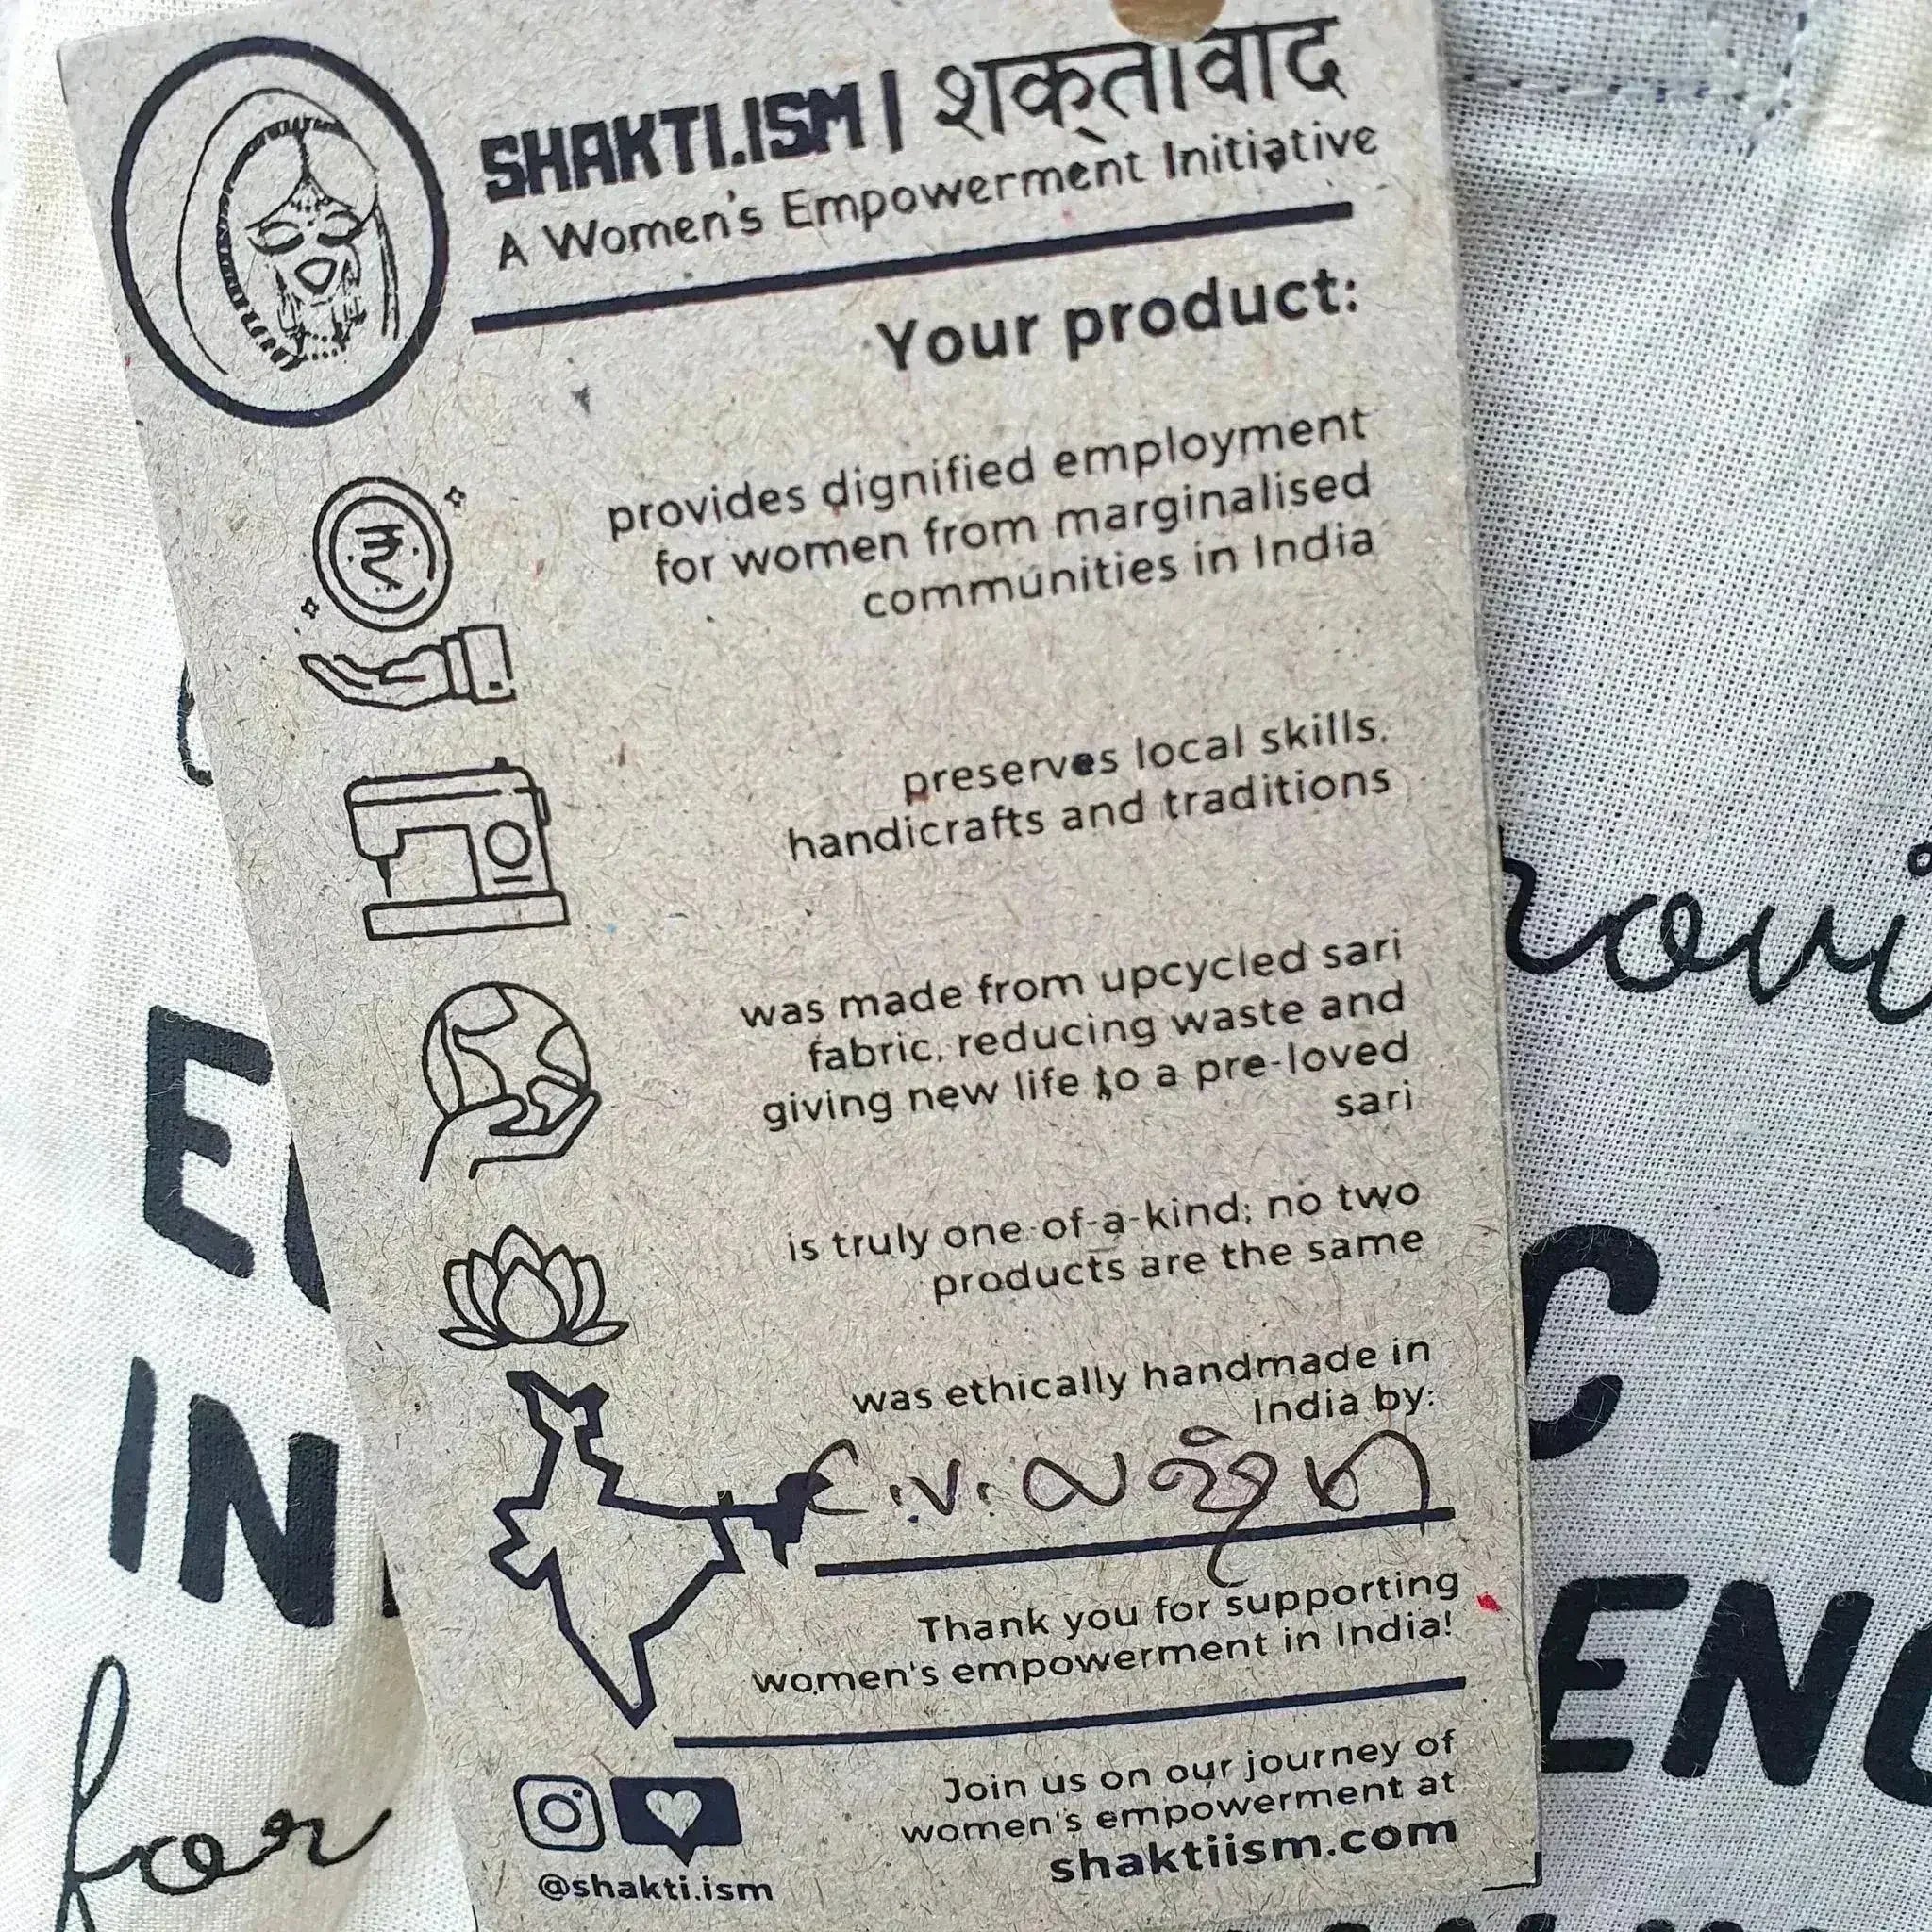 SHAKTI.ISM |
A Women's Empowerment Initiative
Your product:
provides dignified employment
for women from marginalised
communities in India
preserves local skills,
handicrafts and traditions
was made from upcycled sari
fabric, reducing waste and
giving new life to a pre-loved
sari
is truly one-of-a-kind; no two
products are the same
was ethically handmade in
India by:
Thank you for supporting
women's empowerment in India!
Join us on our journey of
women's empowerment at
shaktiism.com
@shakti.ism
for